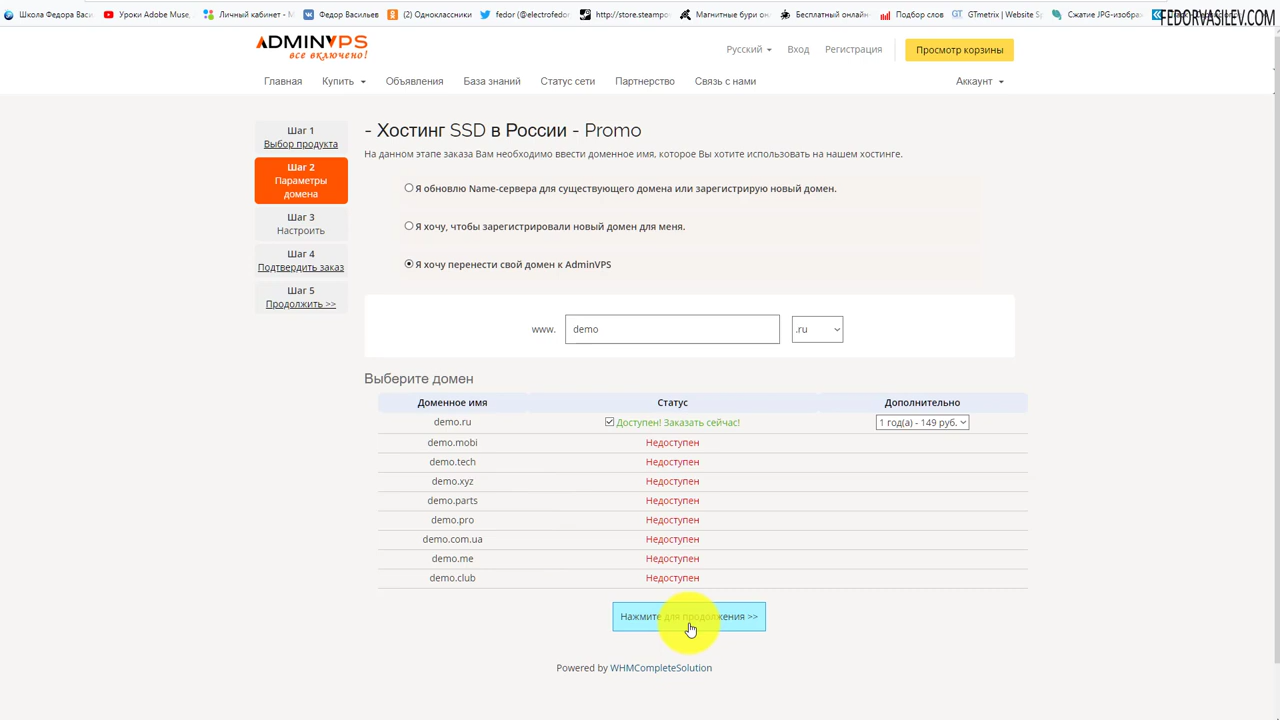 Школа Федора Васи
Уроки Adobe Muse,
Личный кабинет - М
Федор Васильев
(2) Одноклассники
fedor (@electrofed
http://store.steampo
Магнитные бури он
Бесплатный онлайн
Подбор слов
GTmetrix | Website S
Сжатие JPG-изобра
FEDORVASILEV.COM
ADMINVPS
все включено!
Русский
Вход
Регистрация
Просмотр корзины
Главная
Купить
Объявления
База знаний
Статус сети
Партнерство
Связь с нами
Аккаунт
Шаг 1
Выбор продукта
Шаг 2
Параметры
домена
Шаг 3
Настроить
Шаг 4
Подтвердить заказ
Шаг 5
Продолжить >>
- Хостинг SSD в России - Promo
На данном этапе заказа Вам необходимо ввести доменное имя, которое Вы хотите использовать на нашем хостинге.
Я обновлю Name-сервера для существующего домена или зарегистрирую новый домен.
Я хочу, чтобы зарегистрировали новый домен для меня.
Я хочу перенести свой домен к AdminVPS
www. demo .ru
Выберите домен
Доменное имя Статус Дополнительно
demo.ru Доступен! Заказать сейчас! 1 год(а) - 149 руб.
demo.mobi Недоступен
demo.tech Недоступен
demo.xyz Недоступен
demo.parts Недоступен
demo.pro Недоступен
demo.com.ua Недоступен
demo.me Недоступен
demo.club Недоступен
Нажмите для продолжения >>
Powered by WHMCompleteSolution